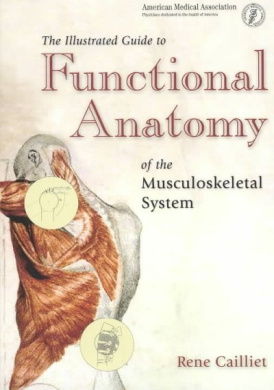 American Medical Association
Physicians dedicated to the health of America
The Illustrated Guide to
Functional
Anatomy
of the
Musculoskeletal
System
Rene Cailliet